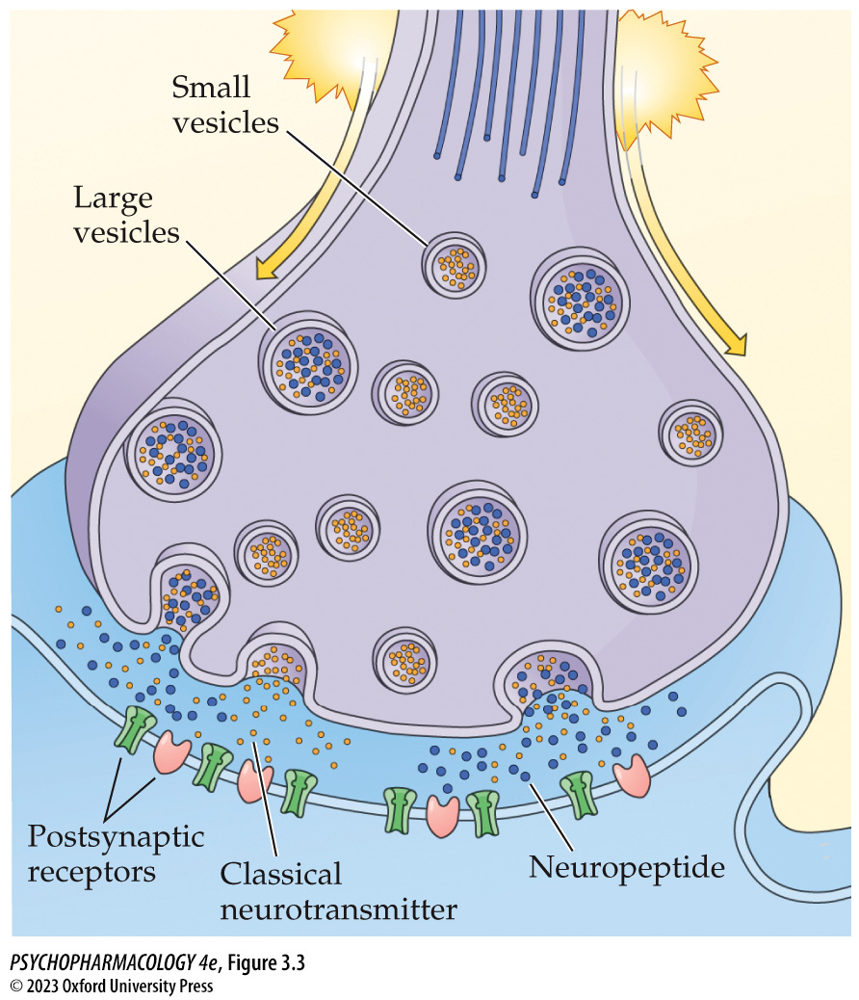 Small
vesicles
Large
vesicles
Postsynaptic
receptors
Classical
neurotransmitter
Neuropeptide
PSYCHOPHARMACOLOGY 4e, Figure 3.3
© 2023 Oxford University Press